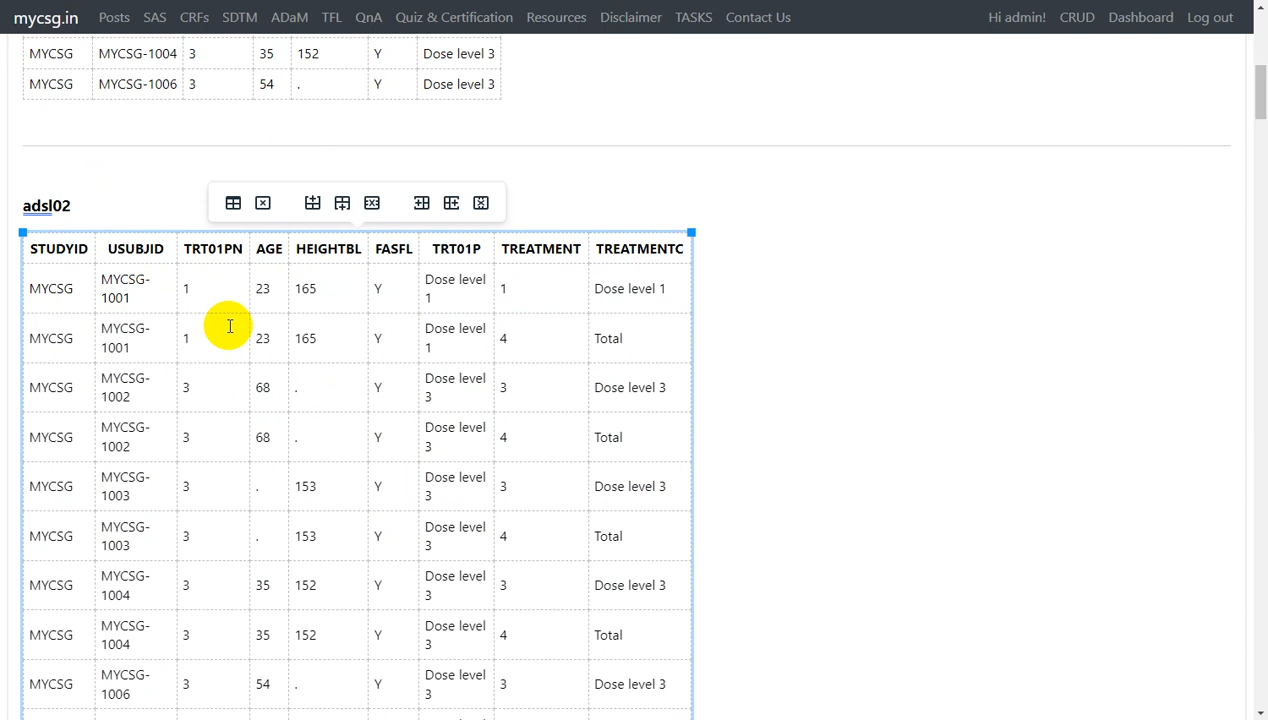 mycsg.in Posts SAS CRFs SDTM ADaM TFL QnA Quiz & Certification Resources Disclaimer TASKS Contact Us Hi admin! CRUD Dashboard Log out
MYCSG MYCSG-1004 3 35 152 Y Dose level 3
MYCSG MYCSG-1006 3 54 . Y Dose level 3
adsl02
STUDYID USUBJID TRT01PN AGE HEIGHTBL FASFL TRT01P TREATMENT TREATMENTC
MYCSG MYCSG-1001 1 23 165 Y Dose level 1 1 Dose level 1
MYCSG MYCSG-1001 1 23 165 Y Dose level 1 4 Total
MYCSG MYCSG-1002 3 68 . Y Dose level 3 3 Dose level 3
MYCSG MYCSG-1002 3 68 . Y Dose level 3 4 Total
MYCSG MYCSG-1003 3 . 153 Y Dose level 3 3 Dose level 3
MYCSG MYCSG-1003 3 . 153 Y Dose level 3 4 Total
MYCSG MYCSG-1004 3 35 152 Y Dose level 3 3 Dose level 3
MYCSG MYCSG-1004 3 35 152 Y Dose level 3 4 Total
MYCSG MYCSG-1006 3 54 . Y Dose level 3 3 Dose level 3